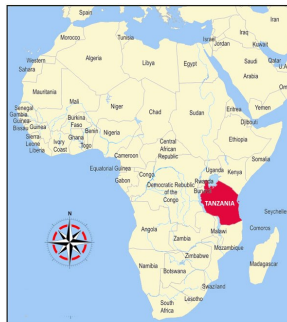 Spain
Turkey
Iran
Morocco
Tunisia
Israel
Iraq
Jordan
Kuwait
Western
Sahara
Algeria
Libya
Egypt
Saudi
Arabia
Mauritania
Mali
Niger
Chad
Sudan
Eritrea
Yemen
Senegal
Gambia
Guinea-
Bissau
Guinea
Burkina
Faso
Djibouti
Sierra
Leone
Liberia
Ivory
Coast
Ghana
Togo
Benin
Nigeria
Ethiopia
Cameroon
Central
African
Republic
Somalia
Equatorial Guinea
Gabon
Congo
Democratic Republic
of the
Congo
Uganda
Kenya
Rwanda
TANZANIA
Seychelles
Comoros
Angola
Zambia
Malawi
Mozambique
Zimbabwe
Namibia
Botswana
Madagascar
Swaziland
South
Africa
Lesotho
N